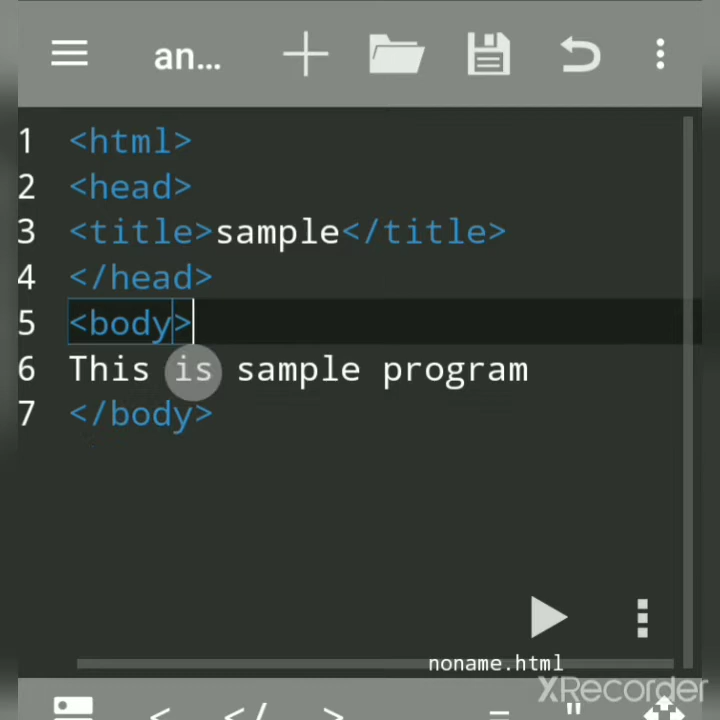 an...
1 <html>
2 <head>
3 <title>sample</title>
4 </head>
5 <body>
6 This is sample program
7 </body>
noname.html
XRecorder
< </ > = "